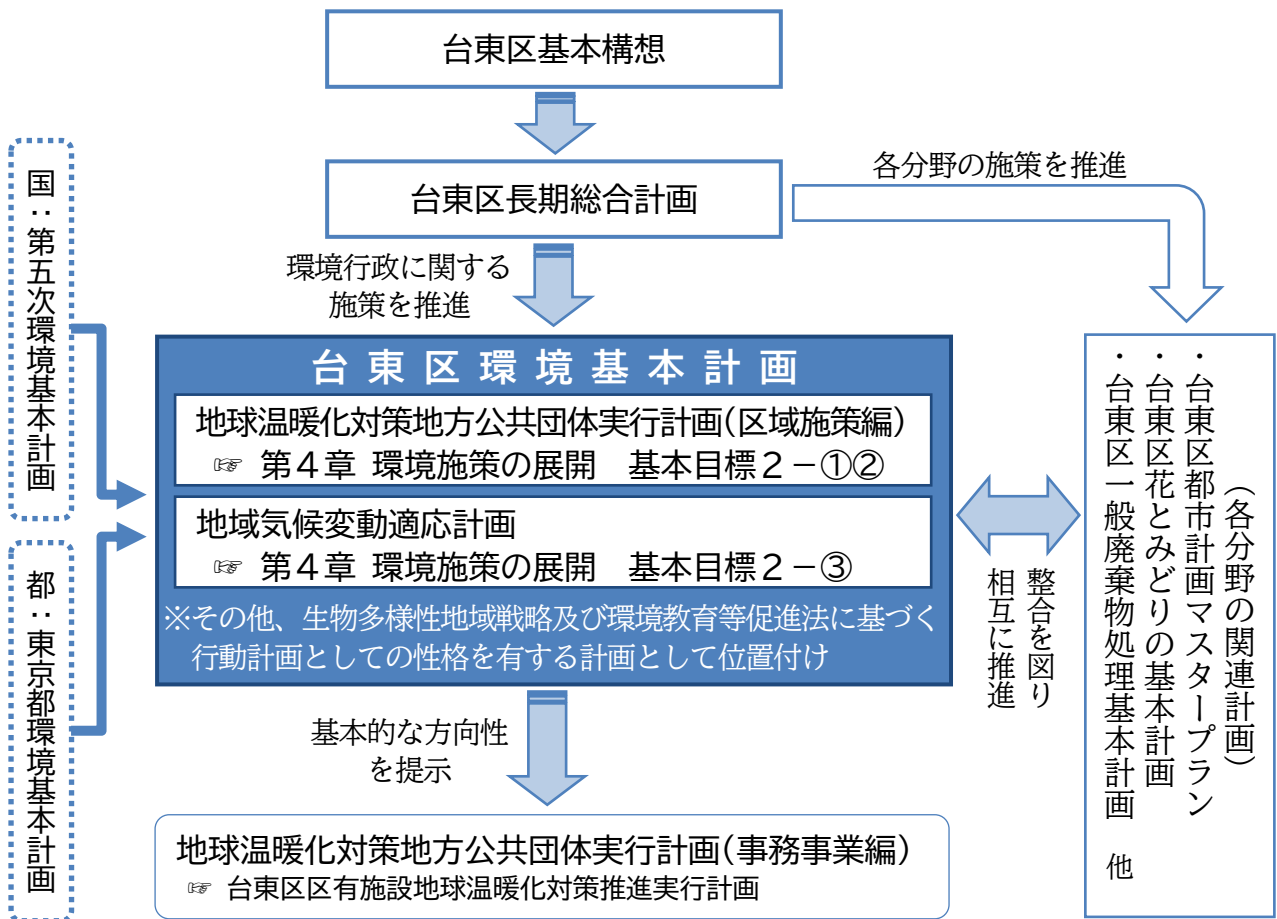 台東区基本構想
台東区長期総合計画
各分野の施策を推進
環境行政に関する
施策を推進
国：第五次環境基本計画
都：東京都環境基本計画
台東区環境基本計画
地球温暖化対策地方公共団体実行計画(区域施策編)
☞ 第４章 環境施策の展開　基本目標２－①②
地域気候変動適応計画
☞ 第４章 環境施策の展開　基本目標２－③
※その他、生物多様性地域戦略及び環境教育等促進法に基づく
行動計画としての性格を有する計画として位置付け
整合を図り
相互に推進
（各分野の関連計画）
・台東区都市計画マスタープラン
・台東区花とみどりの基本計画
・台東区一般廃棄物処理基本計画　他
基本的な方向性
を提示
地球温暖化対策地方公共団体実行計画(事務事業編)
☞ 台東区区有施設地球温暖化対策推進実行計画